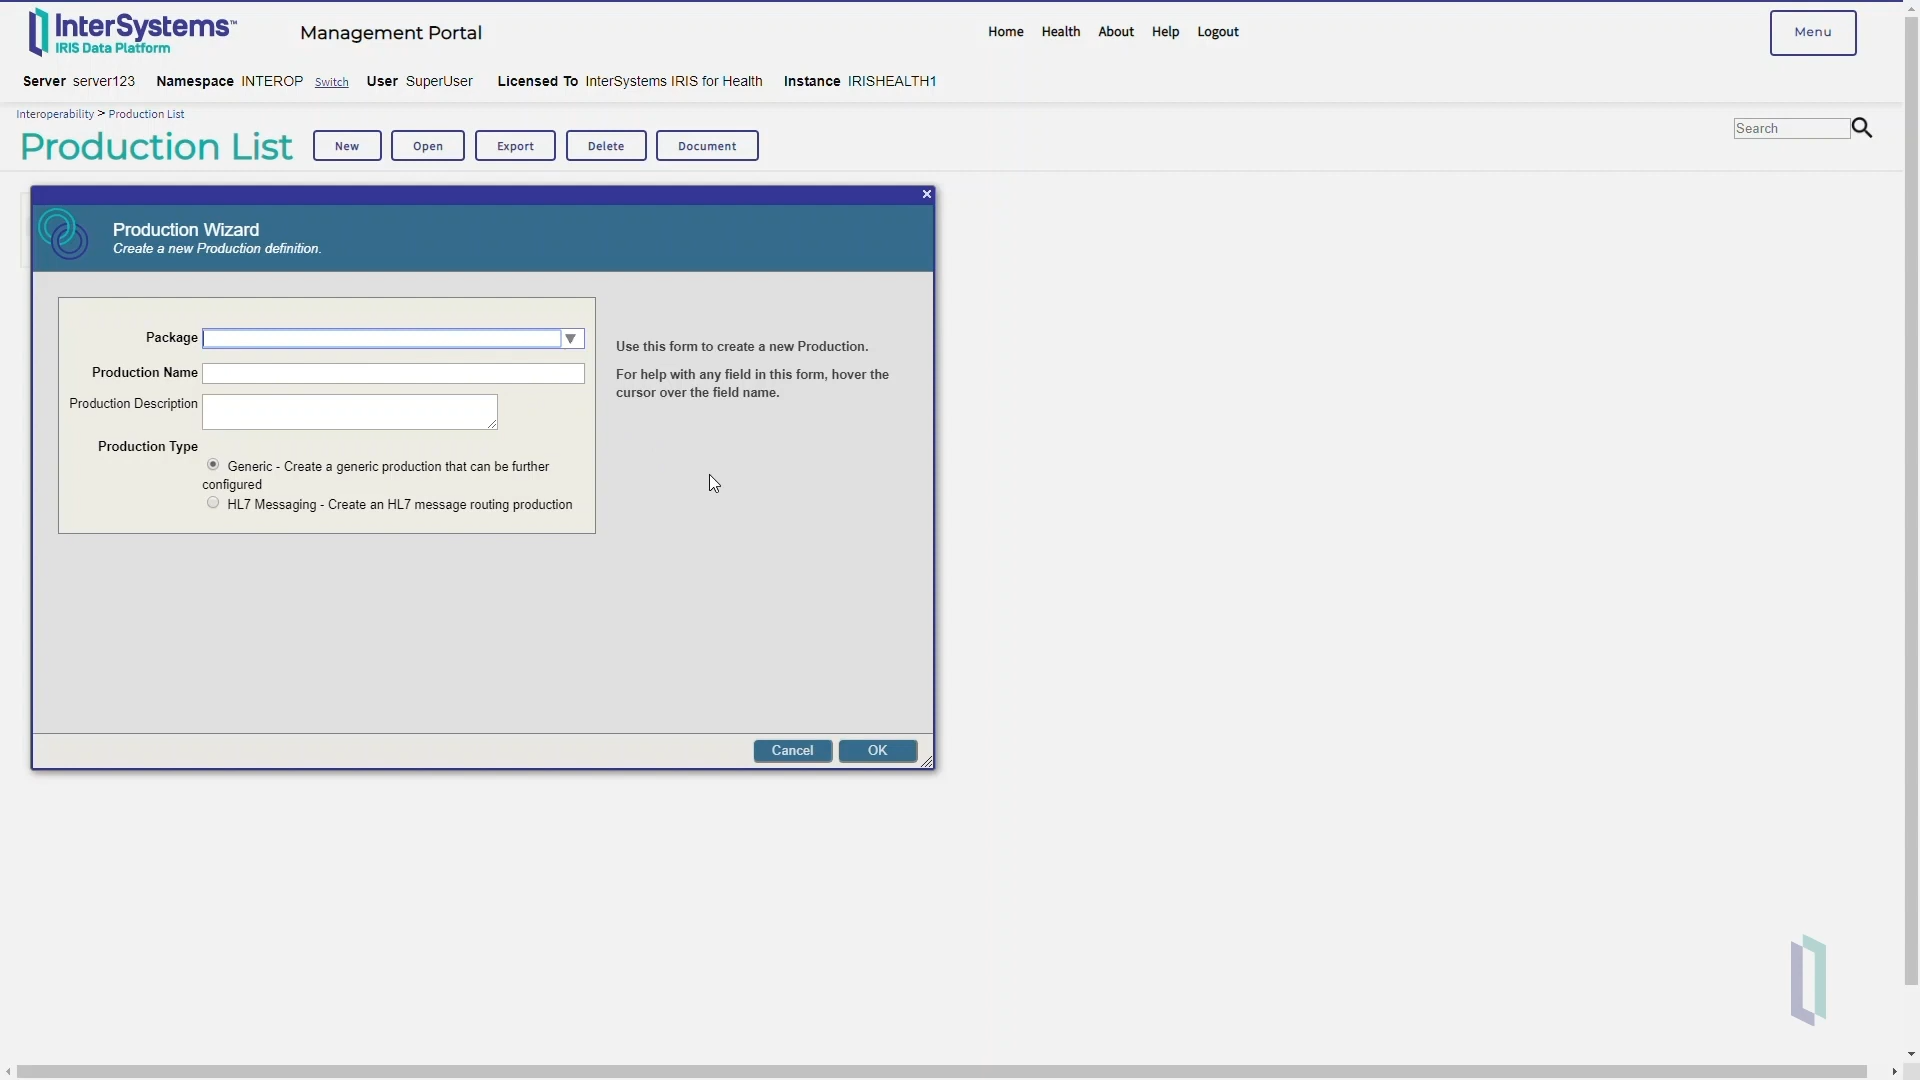 InterSystems™
IRIS Data Platform
Management Portal
Home Health About Help Logout
Menu
Server server123 Namespace INTEROP Switch User SuperUser Licensed To InterSystems IRIS for Health Instance IRISHEALTH1
Interoperability > Production List
Production List
New Open Export Delete Document
Search
Production Wizard
Create a new Production definition.
Package
Production Name
Production Description
Production Type
Generic - Create a generic production that can be further
configured
HL7 Messaging - Create an HL7 message routing production
Use this form to create a new Production.
For help with any field in this form, hover the
cursor over the field name.
Cancel OK